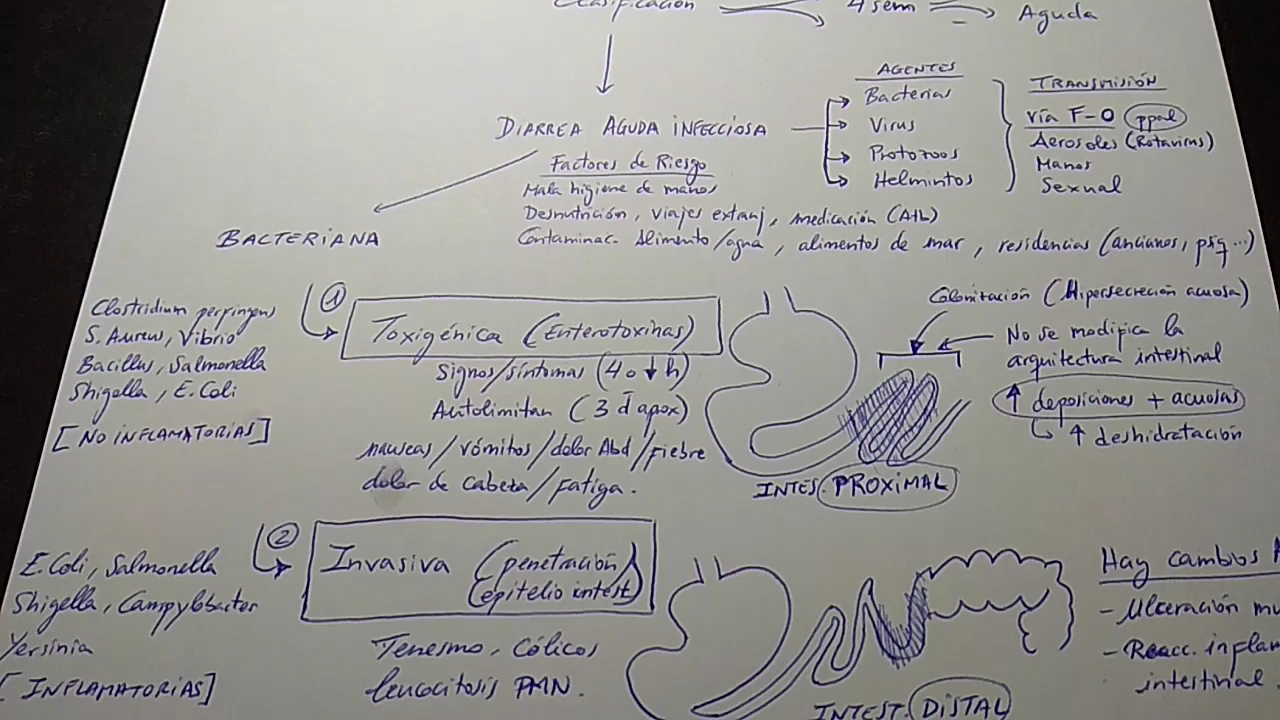 Clasificación 4 sem Aguda
AGENTES
Bacterias
Virus
Protozoos
Helmintos
TRANSMISIÓN
vía F-O ppal
Aerosoles (Rotavirus)
Manos
Sexual
DIARREA AGUDA INFECCIOSA
Factores de Riesgo
Mala higiene de manos
Desnutrición, viajes extranj, medicación (AtL)
Contaminac. Alimento/agua, alimentos de mar, residencias (ancianos, psiq...)
BACTERIANA
Clostridium perfringens
S. Aureus, Vibrio
Bacillus, Salmonella
Shigella, E. Coli
[NO INFLAMATORIAS]
1
Toxigénica (Enterotoxinas)
Signos/síntomas (4 o ↓ h)
Autolimitan (3 d apox)
nauseas/vómitos/dolor Abd/fiebre
dolor de cabeza/fatiga.
Colonización (Hipersecreción acuosa)
No se modifica la
arquitectura intestinal
↑ deposiciones + acuosas
↑ deshidratación
INTES. PROXIMAL
E. Coli, Salmonella
Shigella, Campylobacter
Yersinia
[INFLAMATORIAS]
2
Invasiva (penetración
epitelio intest)
Tenesmo, Cólicos
leucocitosis PMN.
INTEST. DISTAL
Hay cambios
- Ulceración
- Reacc. inflam
intestinal.